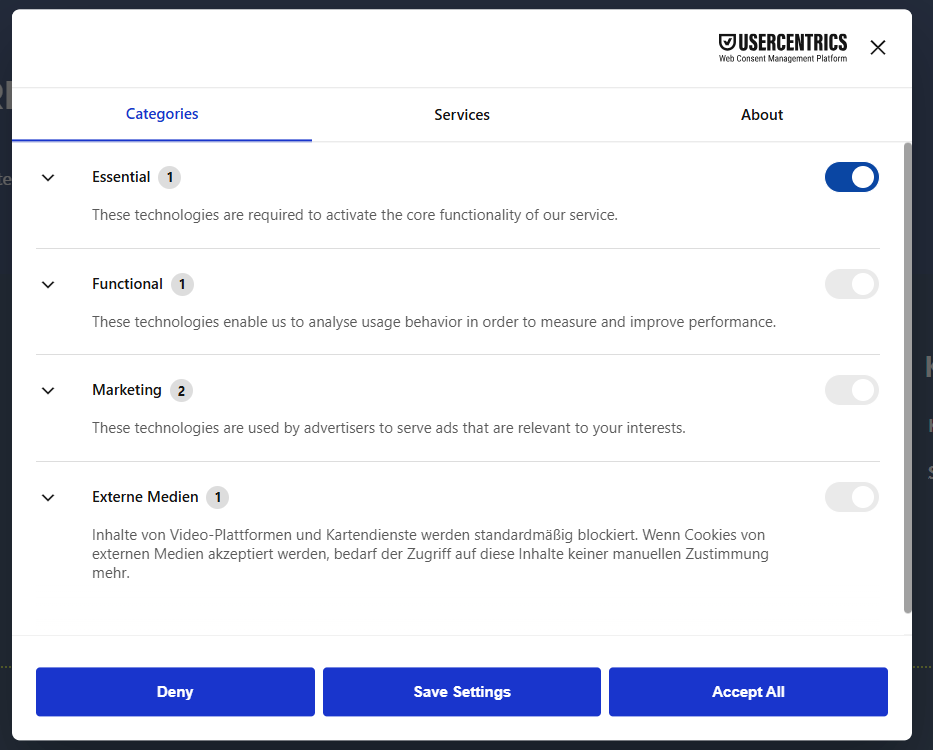 USERCENTRICS
Web Consent Management Platform
Categories
Services
About
Essential 1
These technologies are required to activate the core functionality of our service.
Functional 1
These technologies enable us to analyse usage behavior in order to measure and improve performance.
Marketing 2
These technologies are used by advertisers to serve ads that are relevant to your interests.
Externe Medien 1
Inhalte von Video-Plattformen und Kartendienste werden standardmäßig blockiert. Wenn Cookies von
externen Medien akzeptiert werden, bedarf der Zugriff auf diese Inhalte keiner manuellen Zustimmung
mehr.
Deny
Save Settings
Accept All